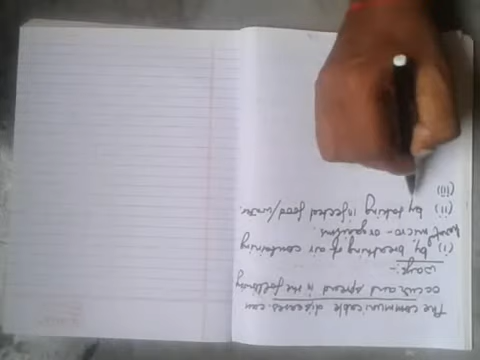 The communicable diseases can
occur and spread in the following
ways:-
(i) by breathing of air containing
micro-organisms.
(ii) by taking infected food/water.
(iii)